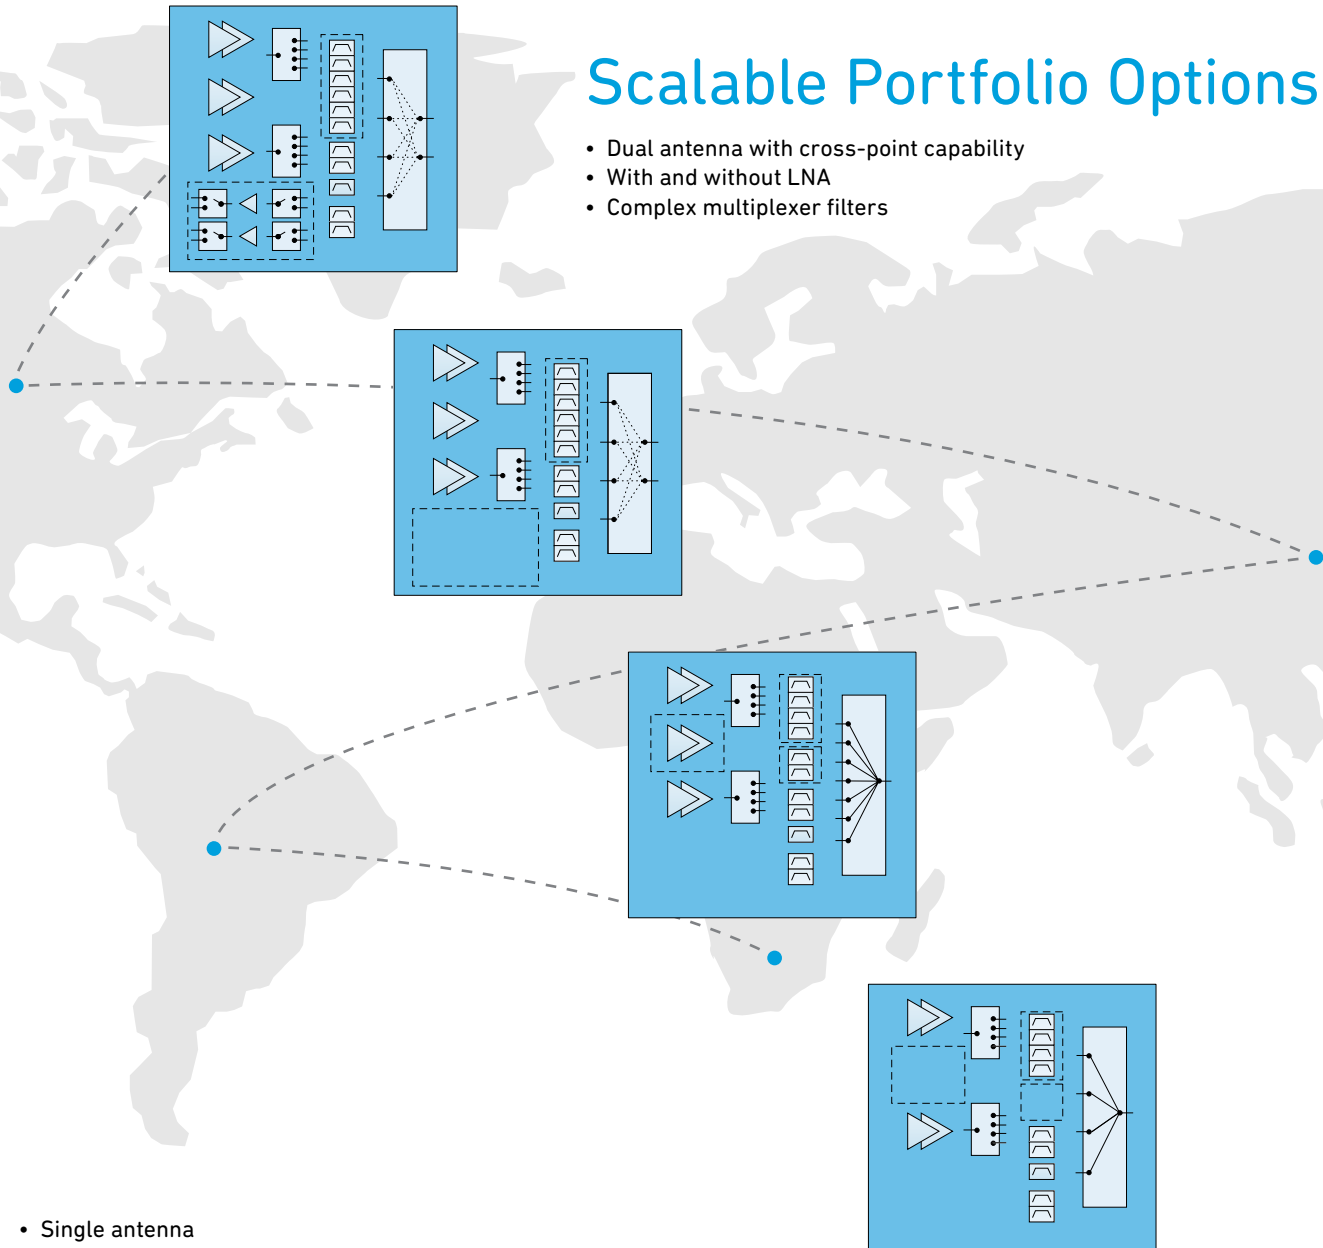 Scalable Portfolio Options
• Dual antenna with cross-point capability
• With and without LNA
• Complex multiplexer filters
• Single antenna